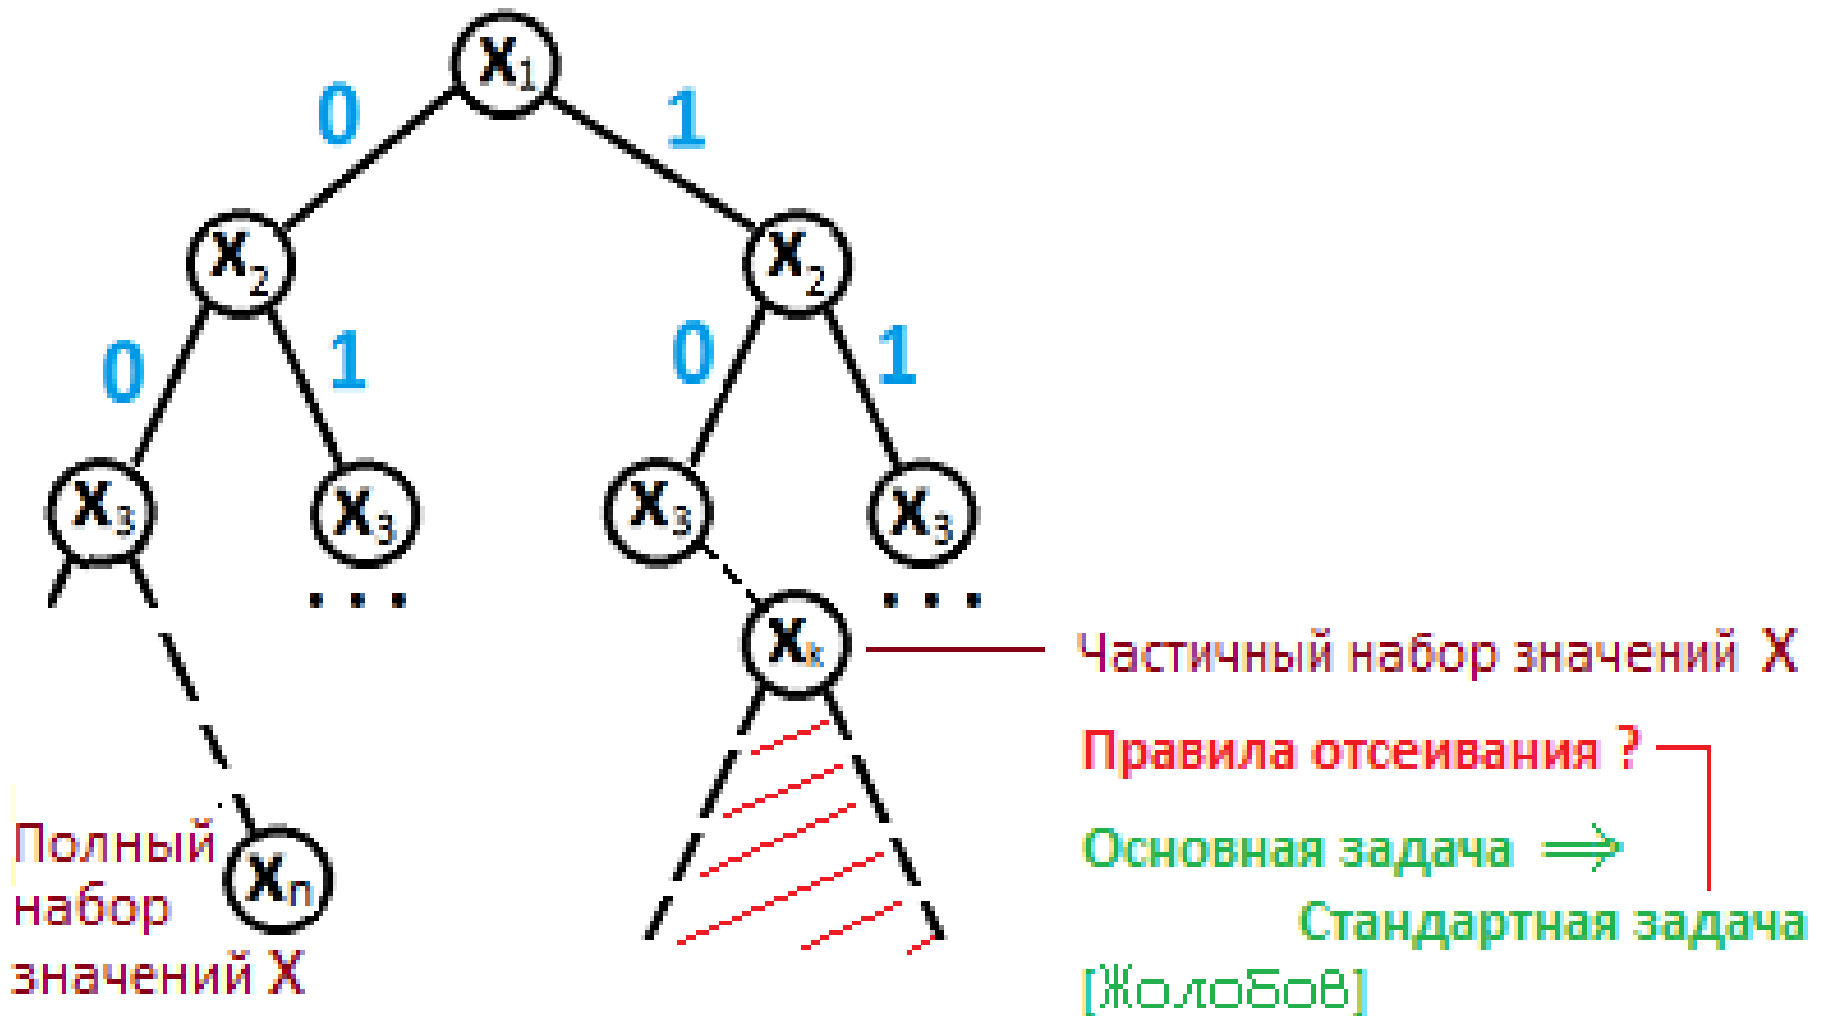 X1
0 1
X2 X2
0 1 0 1
X3 X3 X3 X3
... ...
Xk
Частичный набор значений X
Правила отсеивания ?
Основная задача ⇒
Стандартная задача
[Жолобов]
Полный
набор
значений X
Xn